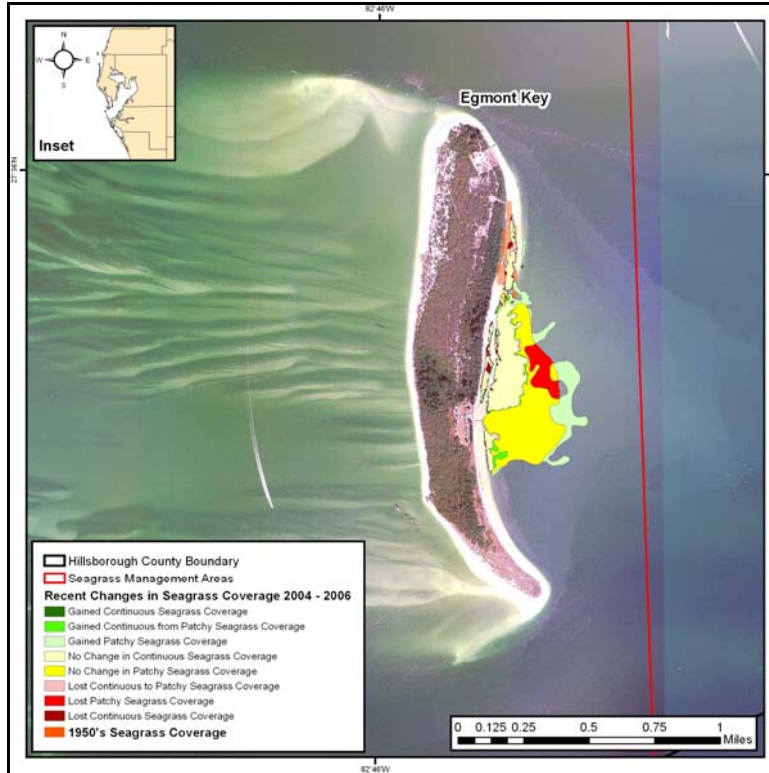 82°46'W
N
W E
S
Inset
Egmont Key
27°36'N
Hillsborough County Boundary
Seagrass Management Areas
Recent Changes in Seagrass Coverage 2004 - 2006
Gained Continuous Seagrass Coverage
Gained Continuous from Patchy Seagrass Coverage
Gained Patchy Seagrass Coverage
No Change in Continuous Seagrass Coverage
No Change in Patchy Seagrass Coverage
Lost Continuous to Patchy Seagrass Coverage
Lost Patchy Seagrass Coverage
Lost Continuous Seagrass Coverage
1950's Seagrass Coverage
0 0.125 0.25 0.5 0.75 1
Miles
82°46'W